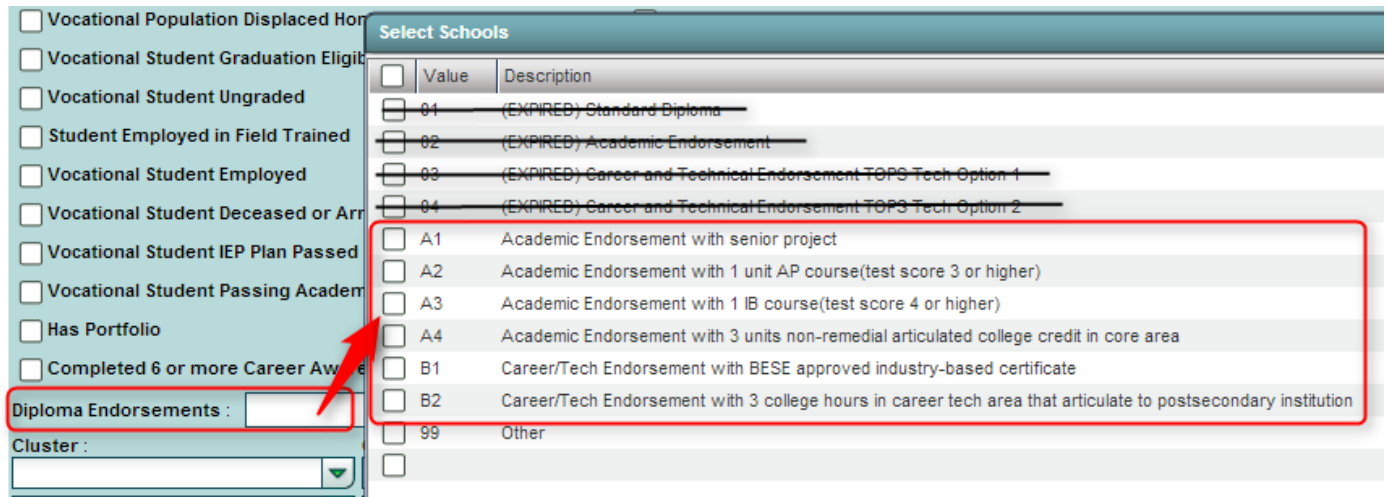 Vocational Population Displaced Hom
Vocational Student Graduation Eligib
Vocational Student Ungraded
Student Employed in Field Trained
Vocational Student Employed
Vocational Student Deceased or Arr
Vocational Student IEP Plan Passed
Vocational Student Passing Academ
Has Portfolio
Completed 6 or more Career Aware
Diploma Endorsements :
Cluster :
Select Schools
Value Description
01 (EXPIRED) Standard Diploma
02 (EXPIRED) Academic Endorsement
03 (EXPIRED) Career and Technical Endorsement TOPS Tech Option 1
04 (EXPIRED) Career and Technical Endorsement TOPS Tech Option 2
A1 Academic Endorsement with senior project
A2 Academic Endorsement with 1 unit AP course(test score 3 or higher)
A3 Academic Endorsement with 1 IB course(test score 4 or higher)
A4 Academic Endorsement with 3 units non-remedial articulated college credit in core area
B1 Career/Tech Endorsement with BESE approved industry-based certificate
B2 Career/Tech Endorsement with 3 college hours in career tech area that articulate to postsecondary institution
99 Other